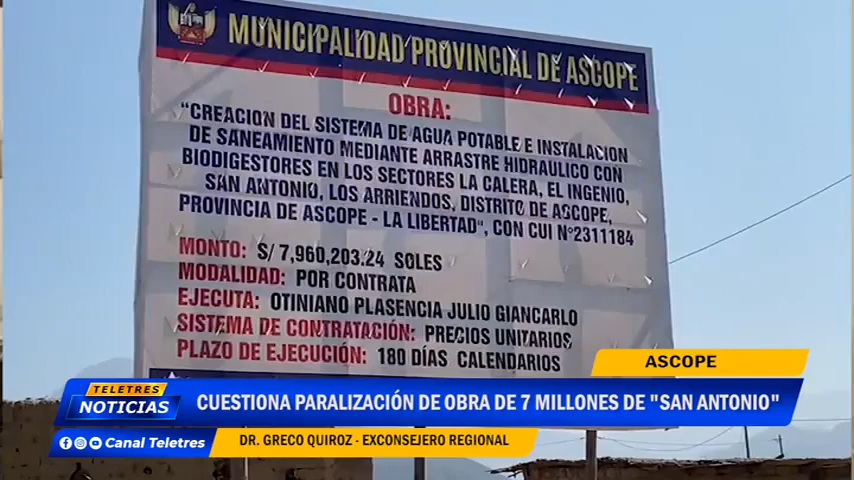 MUNICIPALIDAD PROVINCIAL DE ASCOPE
OBRA:
"CREACION DEL SISTEMA DE AGUA POTABLE E INSTALACION
DE SANEAMIENTO MEDIANTE ARRASTRE HIDRAULICO CON
BIODIGESTORES EN LOS SECTORES LA CALERA, EL INGENIO,
SAN ANTONIO, LOS ARRIENDOS, DISTRITO DE ASCOPE,
PROVINCIA DE ASCOPE - LA LIBERTAD", CON CUI N°2311184
MONTO: S/ 7,960,203.24 SOLES
MODALIDAD: POR CONTRATA
EJECUTA: OTINIANO PLASENCIA JULIO GIANCARLO
SISTEMA DE CONTRATACIÓN: PRECIOS UNITARIOS
PLAZO DE EJECUCIÓN: 180 DÍAS CALENDARIOS
ASCOPE
TELETRES
NOTICIAS
CUESTIONA PARALIZACIÓN DE OBRA DE 7 MILLONES DE "SAN ANTONIO"
Canal Teletres
DR. GRECO QUIROZ - EXCONSEJERO REGIONAL